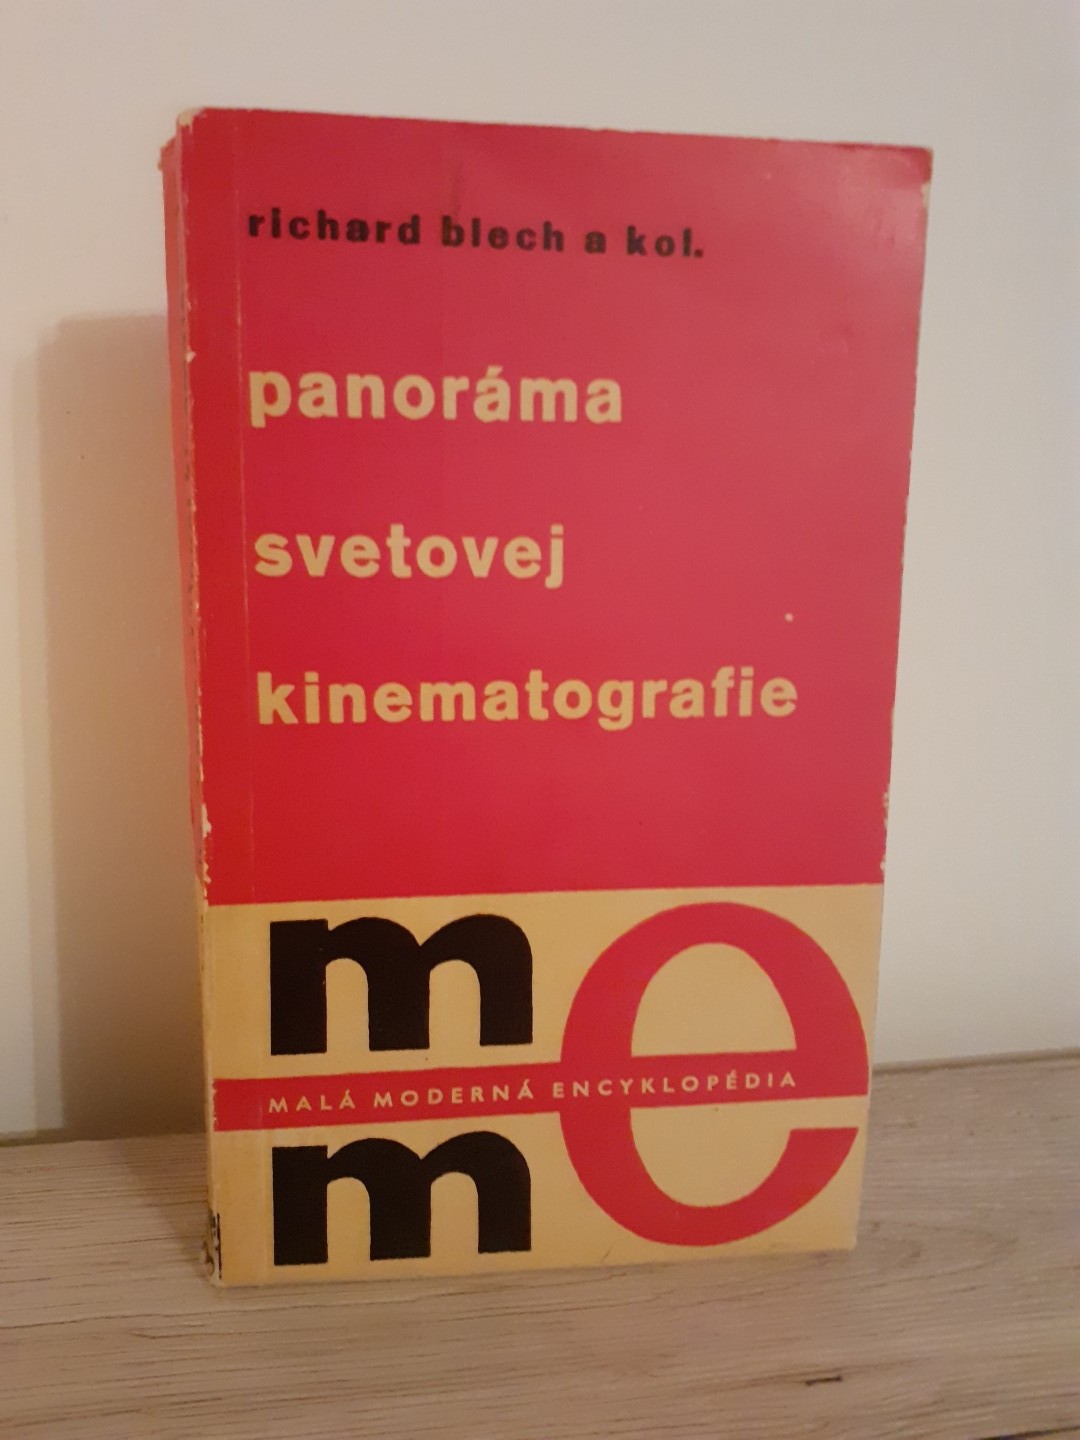 richard blech a kol.
panoráma
svetovej
kinematografie
m e
MALÁ MODERNÁ ENCYKLOPÉDIA
m